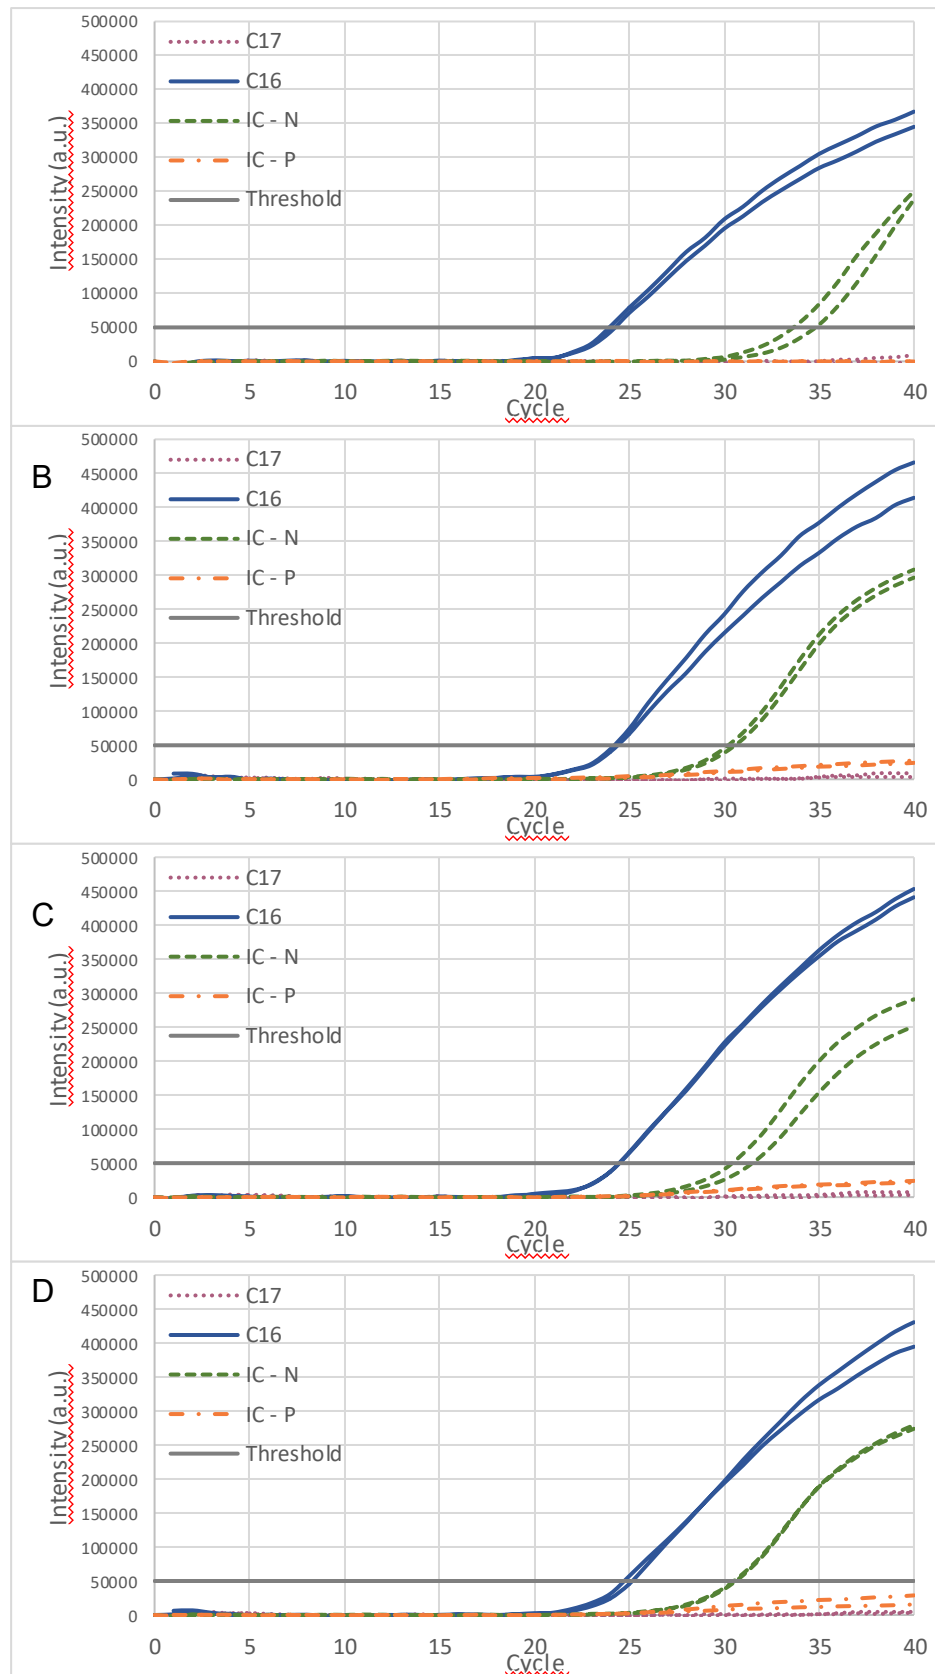 500000
450000
400000
350000
300000
250000
200000
150000
100000
50000
0
Intensity (a.u.)
C17
C16
IC - N
IC - P
Threshold
0 5 10 15 20 25 30 35 40
Cycle
B
500000
450000
400000
350000
300000
250000
200000
150000
100000
50000
0
Intensity (a.u.)
C17
C16
IC - N
IC - P
Threshold
0 5 10 15 20 25 30 35 40
Cycle
C
500000
450000
400000
350000
300000
250000
200000
150000
100000
50000
0
Intensity (a.u.)
C17
C16
IC - N
IC - P
Threshold
0 5 10 15 20 25 30 35 40
Cycle
D
500000
450000
400000
350000
300000
250000
200000
150000
100000
50000
0
Intensity (a.u.)
C17
C16
IC - N
IC - P
Threshold
0 5 10 15 20 25 30 35 40
Cycle